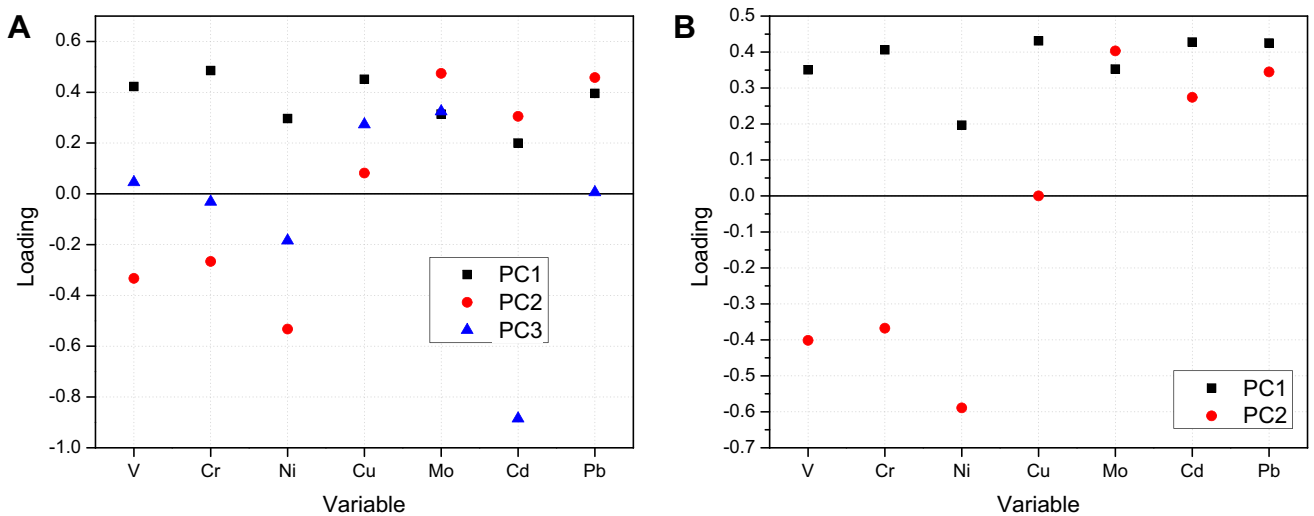 A
Loading
0.6
0.4
0.2
0.0
-0.2
-0.4
-0.6
-0.8
-1.0
PC1
PC2
PC3
V Cr Ni Cu Mo Cd Pb
Variable
B
Loading
0.5
0.4
0.3
0.2
0.1
0.0
-0.1
-0.2
-0.3
-0.4
-0.5
-0.6
-0.7
PC1
PC2
V Cr Ni Cu Mo Cd Pb
Variable